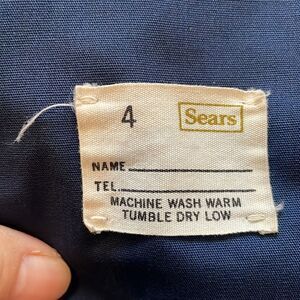 4 Sears
NAME
TEL.
MACHINE WASH WARM
TUMBLE DRY LOW